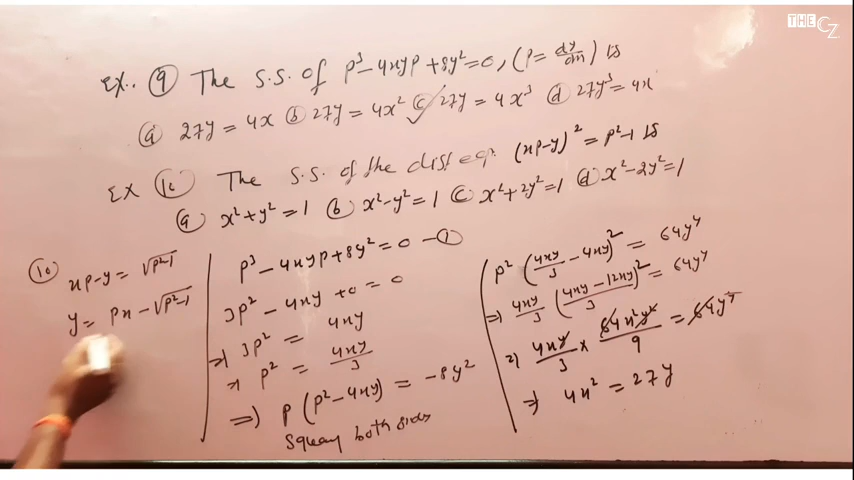 THE CZ
Ex. 9 The S.S. of p³-4xyp+8y²=0, (p=dy/dx) is
a 27y=4x b 27y=4x² c 27y=4x³ d 27y³=4x
Ex 10 The S.S. of the diff eqn. (xp-y)²=p²-1 is
a x²+y²=1 b x²-y²=1 c x²+2y²=1 d x²-2y²=1
10 xp-y=√p²-1
y=px-√p²-1
p³-4xyp+8y²=0 -1
3p²-4xy+0=0
⇒ 3p²=4xy
⇒ p²=4xy/3
⇒ p(p²-4xy)=-8y²
Square both sides
p²(4xy/3-4xy)²=64y⁴
⇒ 4xy/3(4xy-12xy/3)²=64y⁴
⇒ 4xy/3×64x²y²/9=64y⁴
⇒ 4x²=27y